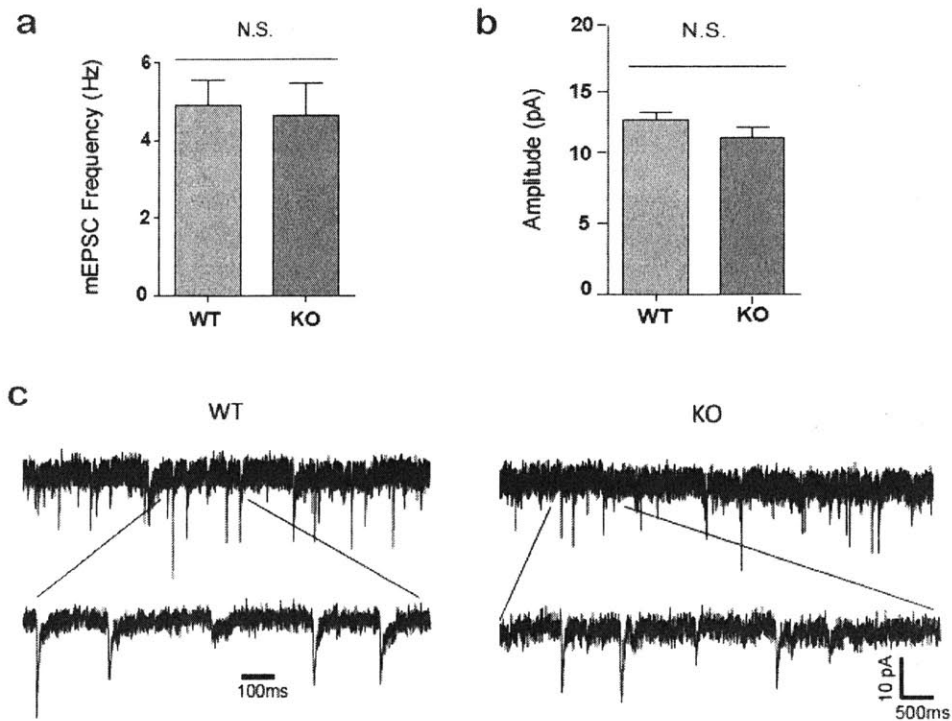 a
N.S.
mEPSC Frequency (Hz)
6
4
2
0
WT
KO
b
N.S.
Amplitude (pA)
20
15
10
5
0
WT
KO
c
WT
KO
100ms
10 pA
500ms